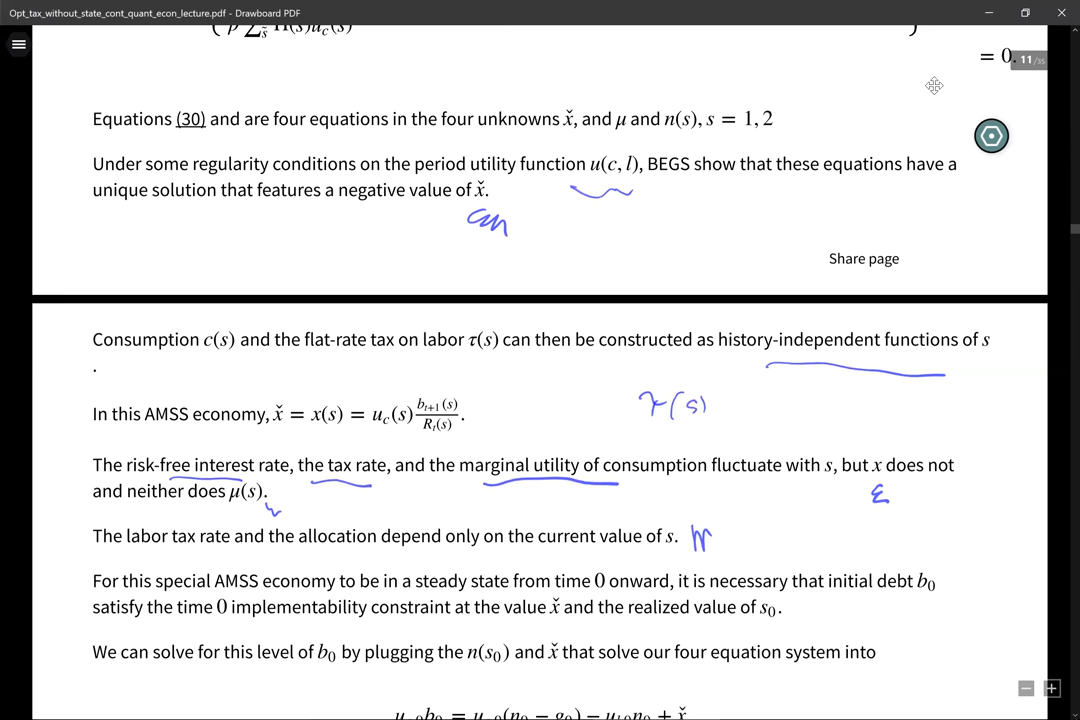 Opt_tax_without_state_cont_quant_econ_lecture.pdf - Drawboard PDF
= 0.
11/35
Equations (30) and are four equations in the four unknowns x̌, and μ and n(s), s = 1, 2
Under some regularity conditions on the period utility function u(c, l), BEGS show that these equations have a
unique solution that features a negative value of x̌.
Share page
Consumption c(s) and the flat-rate tax on labor τ(s) can then be constructed as history-independent functions of s
.
τ(s)
In this AMSS economy, x̌ = x(s) = u_c(s) b_{t+1}(s)/R_t(s).
The risk-free interest rate, the tax rate, and the marginal utility of consumption fluctuate with s, but x does not
and neither does μ(s).
The labor tax rate and the allocation depend only on the current value of s.
For this special AMSS economy to be in a steady state from time 0 onward, it is necessary that initial debt b_0
satisfy the time 0 implementability constraint at the value x̌ and the realized value of s_0.
We can solve for this level of b_0 by plugging the n(s_0) and x̌ that solve our four equation system into